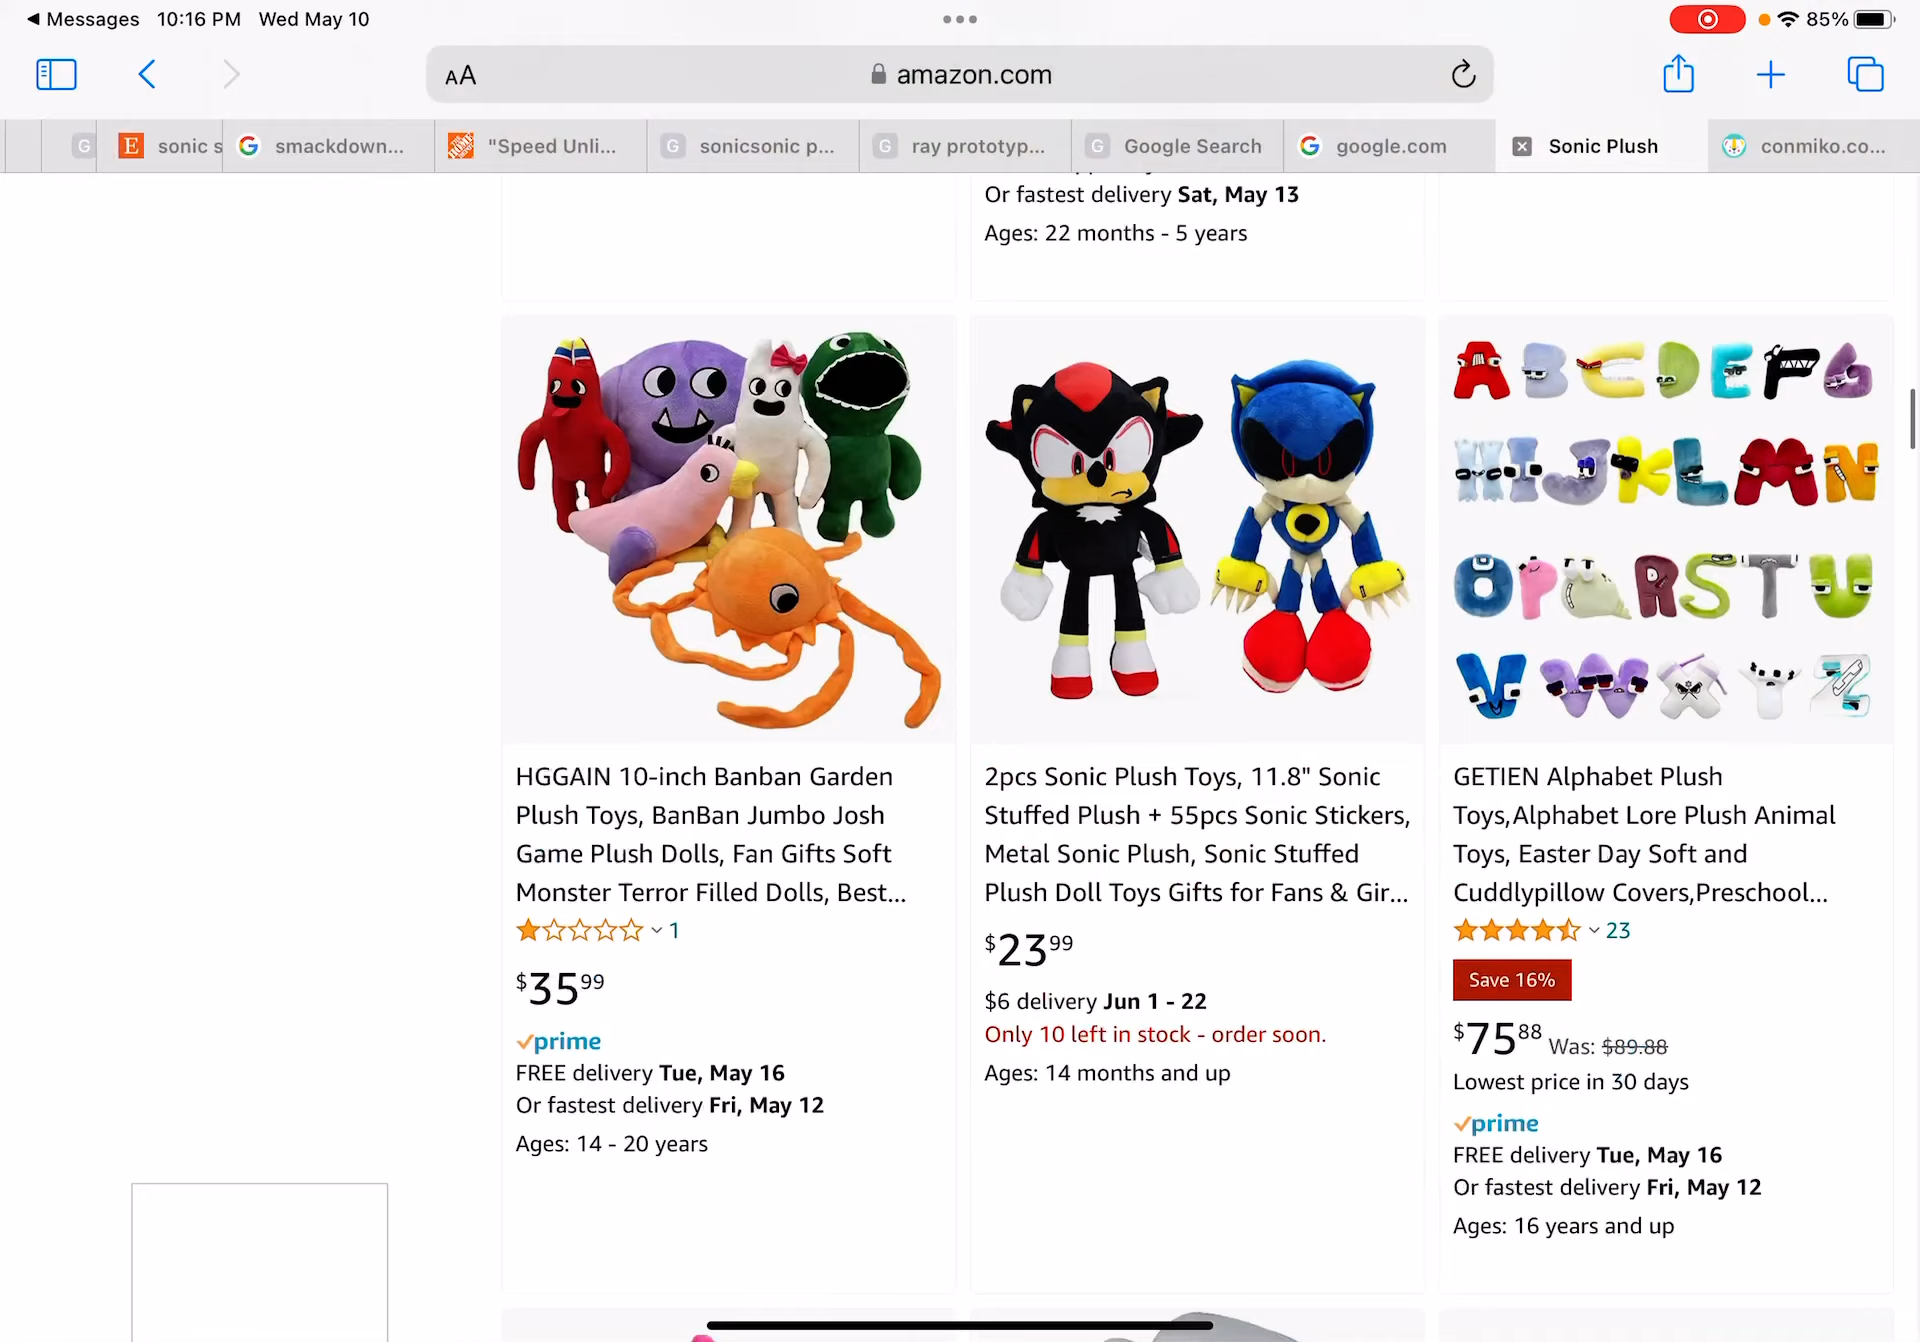 Messages 10:16 PM Wed May 10
85%
AA amazon.com
G
E sonic s
G smackdown...
"Speed Unli...
G sonicsonic p...
G ray prototyp...
G Google Search
G google.com
Sonic Plush
conmiko.co...
Or fastest delivery Sat, May 13
Ages: 22 months - 5 years
HGGAIN 10-inch Banban Garden
Plush Toys, BanBan Jumbo Josh
Game Plush Dolls, Fan Gifts Soft
Monster Terror Filled Dolls, Best...
1
$35.99
prime
FREE delivery Tue, May 16
Or fastest delivery Fri, May 12
Ages: 14 - 20 years
2pcs Sonic Plush Toys, 11.8" Sonic
Stuffed Plush + 55pcs Sonic Stickers,
Metal Sonic Plush, Sonic Stuffed
Plush Doll Toys Gifts for Fans & Gir...
$23.99
$6 delivery Jun 1 - 22
Only 10 left in stock - order soon.
Ages: 14 months and up
A B C D E F G
H I J K L M N
O P Q R S T U
V W X Y Z
GETIEN Alphabet Plush
Toys,Alphabet Lore Plush Animal
Toys, Easter Day Soft and
Cuddlypillow Covers,Preschool...
23
Save 16%
$75.88 Was: $89.88
Lowest price in 30 days
prime
FREE delivery Tue, May 16
Or fastest delivery Fri, May 12
Ages: 16 years and up